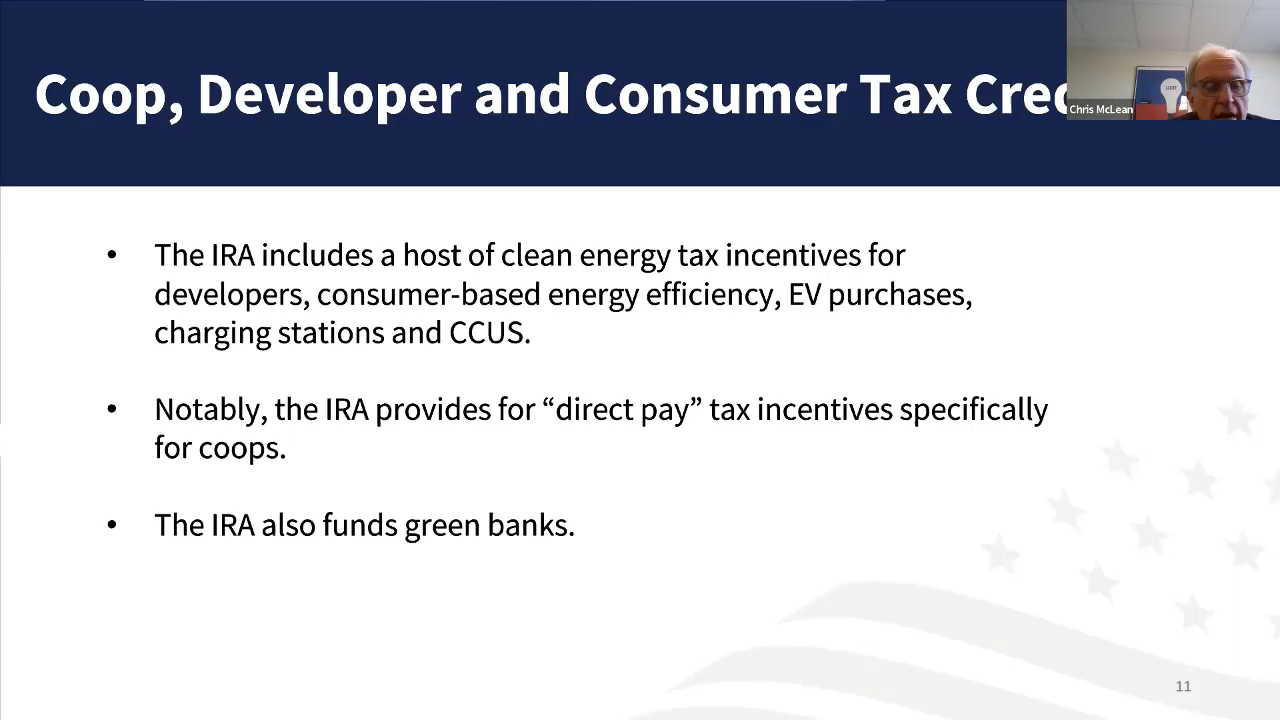 Coop, Developer and Consumer Tax
Chris McLean
• The IRA includes a host of clean energy tax incentives for
developers, consumer-based energy efficiency, EV purchases,
charging stations and CCUS.
• Notably, the IRA provides for “direct pay” tax incentives specifically
for coops.
• The IRA also funds green banks.
11